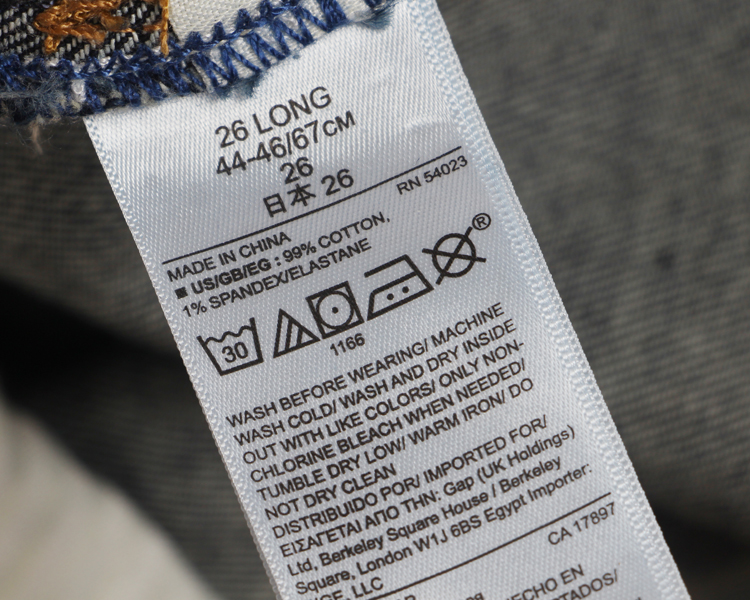 26 LONG
44-46/67CM
26
日本 26
RN 54023
MADE IN CHINA
■ US/GB/EG : 99% COTTON,
1% SPANDEX/ELASTANE
30
®
1166
WASH BEFORE WEARING/ MACHINE
WASH COLD/ WASH AND DRY INSIDE
OUT WITH LIKE COLORS/ ONLY NON-
CHLORINE BLEACH WHEN NEEDED/
TUMBLE DRY LOW/ WARM IRON/ DO
NOT DRY CLEAN
DISTRIBUIDO POR/ IMPORTED FOR/
ΕΙΣΑΓΕΤΑΙ ΑΠΟ ΤΗΝ: Gap (UK Holdings)
Ltd, Berkeley Square House / Berkeley
Square, London W1J 6BS Egypt Importer:
LLC
CA 17897
HECHO EN